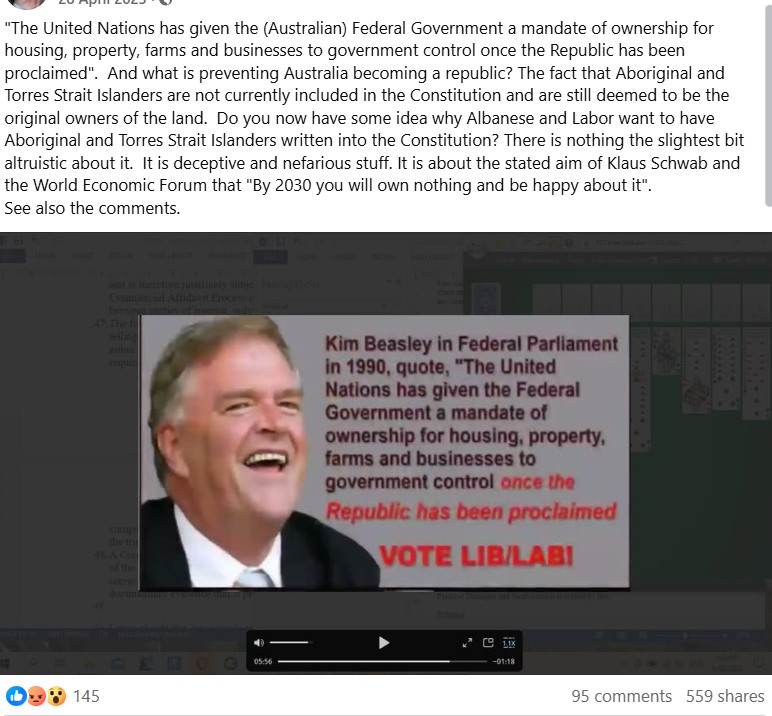 "The United Nations has given the (Australian) Federal Government a mandate of ownership for
housing, property, farms and businesses to government control once the Republic has been
proclaimed".  And what is preventing Australia becoming a republic? The fact that Aboriginal and
Torres Strait Islanders are not currently included in the Constitution and are still deemed to be the
original owners of the land.  Do you now have some idea why Albanese and Labor want to have
Aboriginal and Torres Strait Islanders written into the Constitution? There is nothing the slightest bit
altruistic about it.  It is deceptive and nefarious stuff. It is about the stated aim of Klaus Schwab and
the World Economic Forum that "By 2030 you will own nothing and be happy about it".
See also the comments.
Kim Beasley in Federal Parliament
in 1990, quote, "The United
Nations has given the Federal
Government a mandate of
ownership for housing, property,
farms and businesses to
government control once the
Republic has been proclaimed
VOTE LIB/LAB!
1.1X
05:56
-01:18
145
95 comments
559 shares